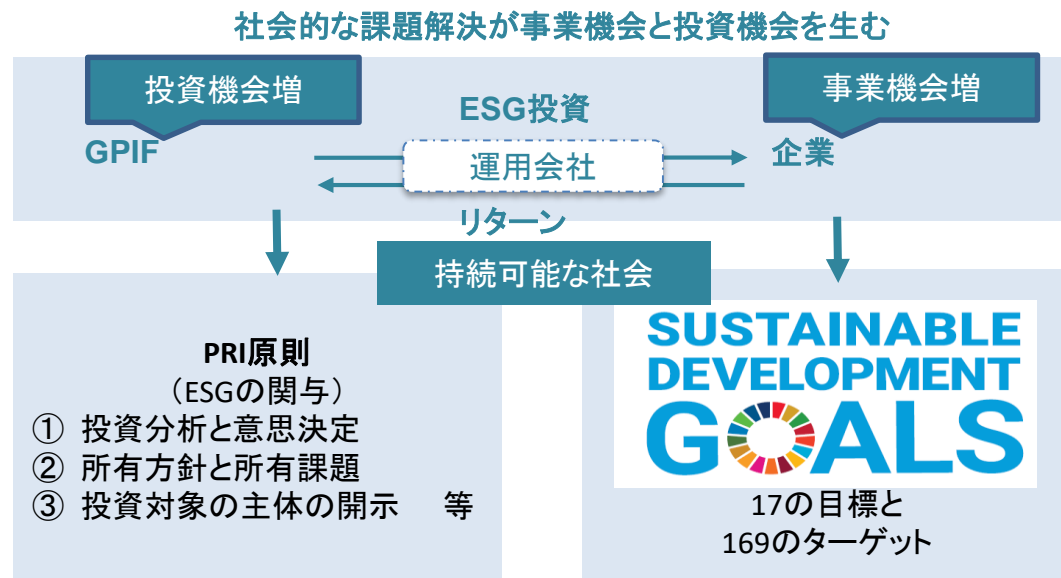 社会的な課題解決が事業機会と投資機会を生む
投資機会増
事業機会増
ESG投資
GPIF
運用会社
企業
リターン
持続可能な社会
PRI原則
（ESGの関与）
① 投資分析と意思決定
② 所有方針と所有課題
③ 投資対象の主体の開示 等
SUSTAINABLE
DEVELOPMENT
GOALS
17の目標と
169のターゲット